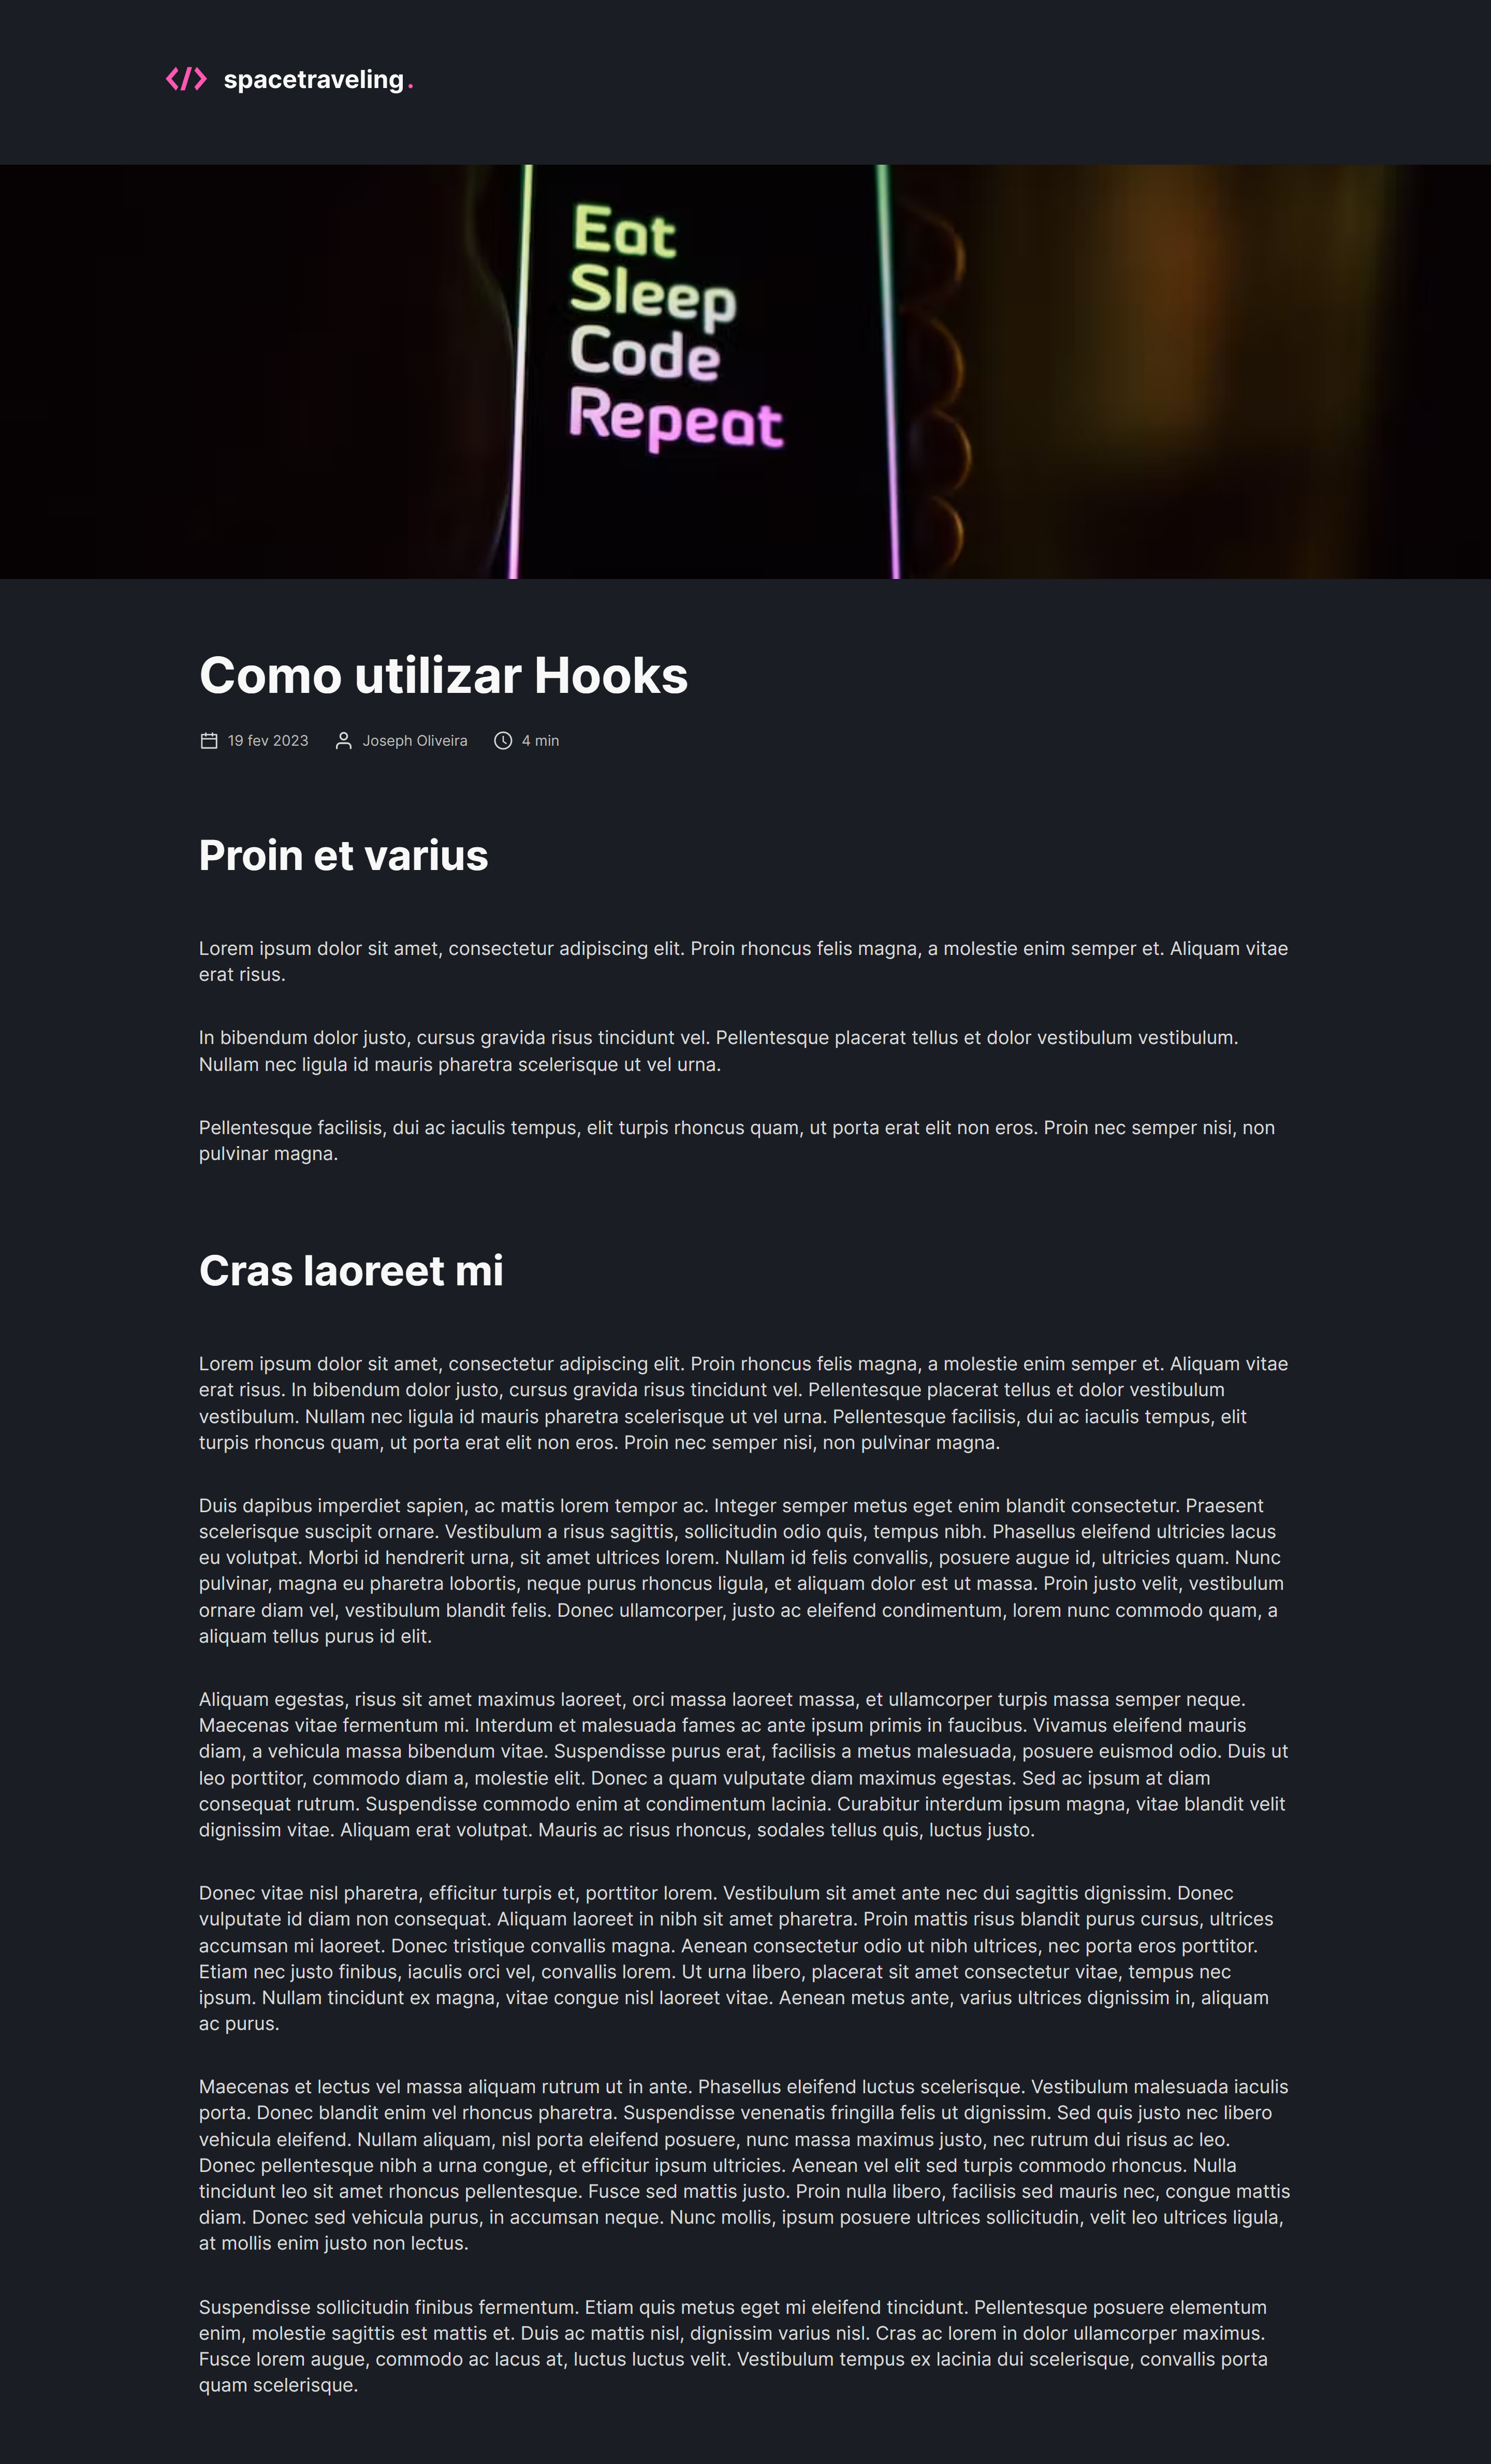 </> spacetraveling.
Eat
Sleep
Code
Repeat
Como utilizar Hooks
19 fev 2023 Joseph Oliveira 4 min
Proin et varius
Lorem ipsum dolor sit amet, consectetur adipiscing elit. Proin rhoncus felis magna, a molestie enim semper et. Aliquam vitae
erat risus.
In bibendum dolor justo, cursus gravida risus tincidunt vel. Pellentesque placerat tellus et dolor vestibulum vestibulum.
Nullam nec ligula id mauris pharetra scelerisque ut vel urna.
Pellentesque facilisis, dui ac iaculis tempus, elit turpis rhoncus quam, ut porta erat elit non eros. Proin nec semper nisi, non
pulvinar magna.
Cras laoreet mi
Lorem ipsum dolor sit amet, consectetur adipiscing elit. Proin rhoncus felis magna, a molestie enim semper et. Aliquam vitae
erat risus. In bibendum dolor justo, cursus gravida risus tincidunt vel. Pellentesque placerat tellus et dolor vestibulum
vestibulum. Nullam nec ligula id mauris pharetra scelerisque ut vel urna. Pellentesque facilisis, dui ac iaculis tempus, elit
turpis rhoncus quam, ut porta erat elit non eros. Proin nec semper nisi, non pulvinar magna.
Duis dapibus imperdiet sapien, ac mattis lorem tempor ac. Integer semper metus eget enim blandit consectetur. Praesent
scelerisque suscipit ornare. Vestibulum a risus sagittis, sollicitudin odio quis, tempus nibh. Phasellus eleifend ultricies lacus
eu volutpat. Morbi id hendrerit urna, sit amet ultrices lorem. Nullam id felis convallis, posuere augue id, ultricies quam. Nunc
pulvinar, magna eu pharetra lobortis, neque purus rhoncus ligula, et aliquam dolor est ut massa. Proin justo velit, vestibulum
ornare diam vel, vestibulum blandit felis. Donec ullamcorper, justo ac eleifend condimentum, lorem nunc commodo quam, a
aliquam tellus purus id elit.
Aliquam egestas, risus sit amet maximus laoreet, orci massa laoreet massa, et ullamcorper turpis massa semper neque.
Maecenas vitae fermentum mi. Interdum et malesuada fames ac ante ipsum primis in faucibus. Vivamus eleifend mauris
diam, a vehicula massa bibendum vitae. Suspendisse purus erat, facilisis a metus malesuada, posuere euismod odio. Duis ut
leo porttitor, commodo diam a, molestie elit. Donec a quam vulputate diam maximus egestas. Sed ac ipsum at diam
consequat rutrum. Suspendisse commodo enim at condimentum lacinia. Curabitur interdum ipsum magna, vitae blandit velit
dignissim vitae. Aliquam erat volutpat. Mauris ac risus rhoncus, sodales tellus quis, luctus justo.
Donec vitae nisl pharetra, efficitur turpis et, porttitor lorem. Vestibulum sit amet ante nec dui sagittis dignissim. Donec
vulputate id diam non consequat. Aliquam laoreet in nibh sit amet pharetra. Proin mattis risus blandit purus cursus, ultrices
accumsan mi laoreet. Donec tristique convallis magna. Aenean consectetur odio ut nibh ultrices, nec porta eros porttitor.
Etiam nec justo finibus, iaculis orci vel, convallis lorem. Ut urna libero, placerat sit amet consectetur vitae, tempus nec
ipsum. Nullam tincidunt ex magna, vitae congue nisl laoreet vitae. Aenean metus ante, varius ultrices dignissim in, aliquam
ac purus.
Maecenas et lectus vel massa aliquam rutrum ut in ante. Phasellus eleifend luctus scelerisque. Vestibulum malesuada iaculis
porta. Donec blandit enim vel rhoncus pharetra. Suspendisse venenatis fringilla felis ut dignissim. Sed quis justo nec libero
vehicula eleifend. Nullam aliquam, nisl porta eleifend posuere, nunc massa maximus justo, nec rutrum dui risus ac leo.
Donec pellentesque nibh a urna congue, et efficitur ipsum ultricies. Aenean vel elit sed turpis commodo rhoncus. Nulla
tincidunt leo sit amet rhoncus pellentesque. Fusce sed mattis justo. Proin nulla libero, facilisis sed mauris nec, congue mattis
diam. Donec sed vehicula purus, in accumsan neque. Nunc mollis, ipsum posuere ultrices sollicitudin, velit leo ultrices ligula,
at mollis enim justo non lectus.
Suspendisse sollicitudin finibus fermentum. Etiam quis metus eget mi eleifend tincidunt. Pellentesque posuere elementum
enim, molestie sagittis est mattis et. Duis ac mattis nisl, dignissim varius nisl. Cras ac lorem in dolor ullamcorper maximus.
Fusce lorem augue, commodo ac lacus at, luctus luctus velit. Vestibulum tempus ex lacinia dui scelerisque, convallis porta
quam scelerisque.